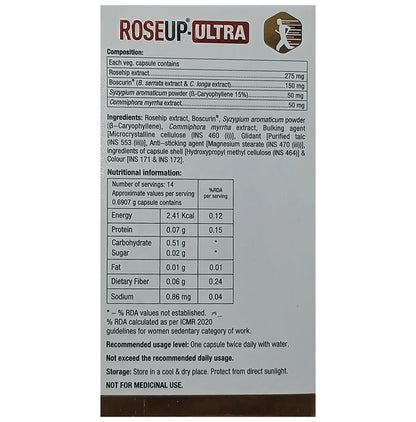 ROSEUP-ULTRA
Composition:
Each veg. capsule contains
Rosehip extract 275 mg
Boscurin® (B. serrata extract & C. longa extract) 150 mg
Syzygium aromaticum powder (ß-Caryophyllene 15%) 50 mg
Commiphora myrrha extract 50 mg
Ingredients: Rosehip extract, Boscurin®, Syzygium aromaticum powder
(ß-Caryophyllene), Commiphora myrrha extract, Bulking agent
[Microcrystalline cellulose (INS 460 (i))], Glidant [Purified talc
(INS 553 (iii))], Anti-sticking agent [Magnesium stearate (INS 470 (iii))],
ingredients of capsule shell [Hydroxypropyl methyl cellulose (INS 464)] &
Colour [INS 171 & INS 172].
Nutritional information:
Number of servings: 14
Approximate values per serving
0.6907 g capsule contains
%RDA
per serving
Energy 2.41 Kcal 0.12
Protein 0.07 g 0.15
Carbohydrate 0.51 g *
Sugar 0.02 g *
Fat 0.01 g 0.01
Dietary Fiber 0.06 g 0.24
Sodium 0.86 mg 0.04
* – % RDA values not established.
% RDA calculated as per ICMR 2020
guidelines for women sedentary category of work.
Recommended usage level: One capsule twice daily with water.
Not exceed the recommended daily usage.
Storage: Store in a cool & dry place. Protect from direct sunlight.
NOT FOR MEDICINAL USE.